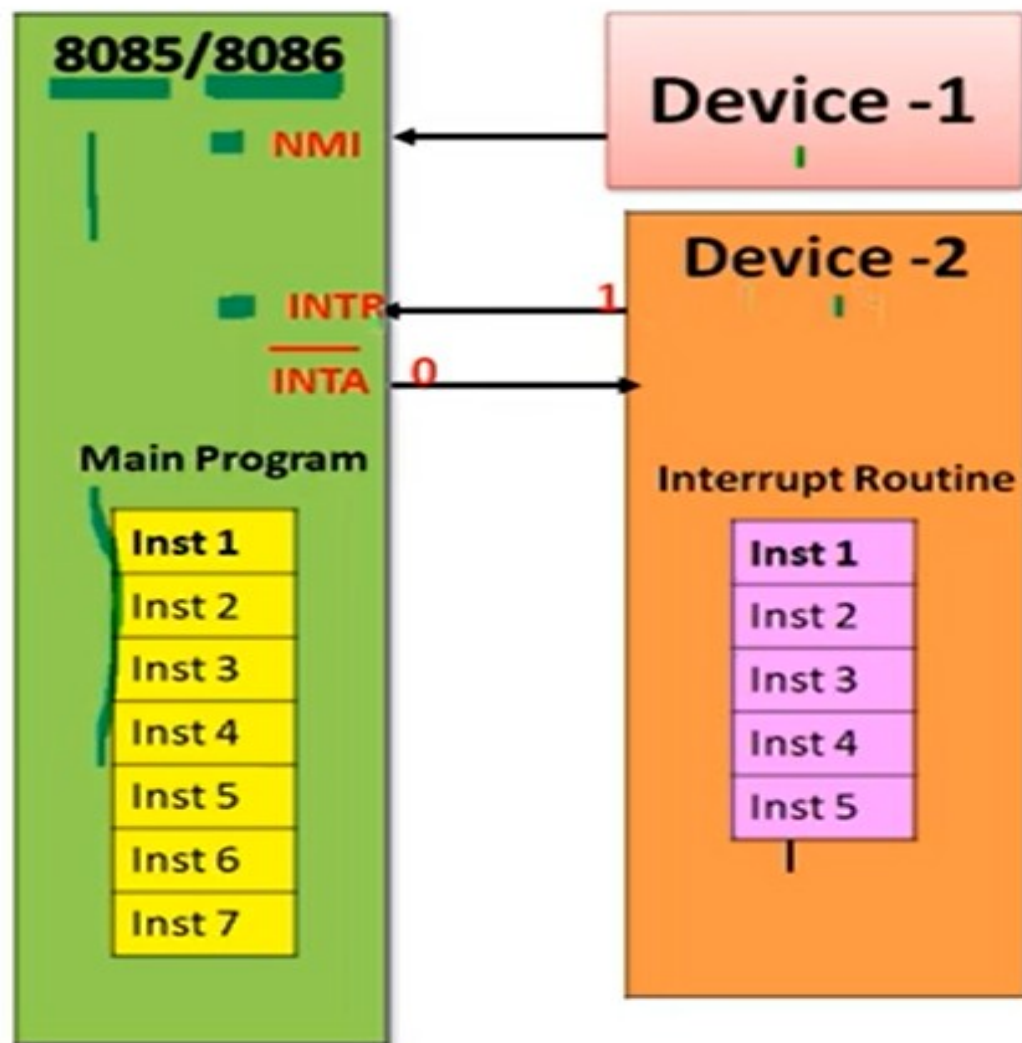 8085/8086
NMI
INTR
INTA
Main Program
Inst 1
Inst 2
Inst 3
Inst 4
Inst 5
Inst 6
Inst 7
1
0
Device -1
Device -2
Interrupt Routine
Inst 1
Inst 2
Inst 3
Inst 4
Inst 5